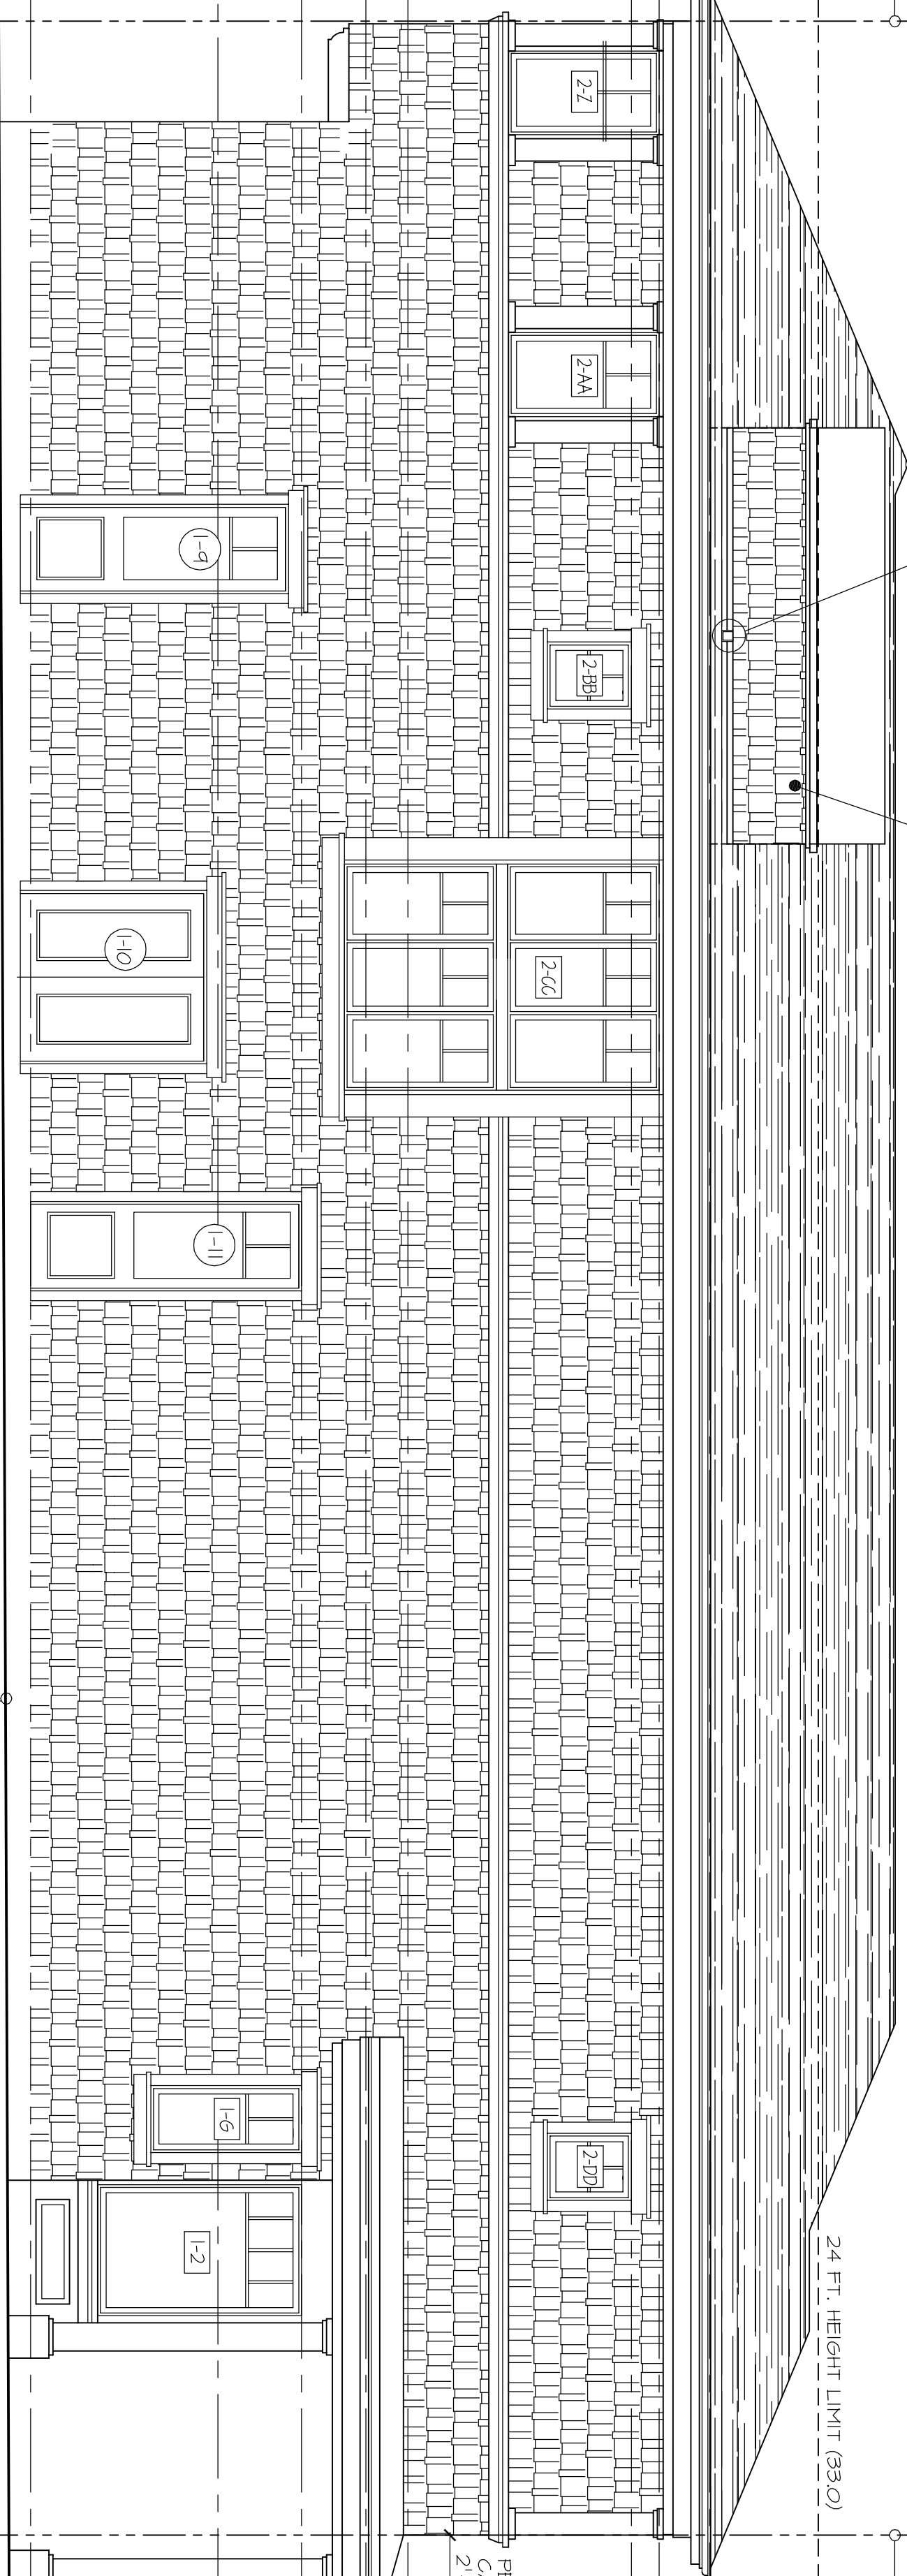 24 FT. HEIGHT LIMIT (33.0)
2-Z
2-AA
2-BB
2-CC
2-DD
1-9
1-10
1-11
1-G
1-2